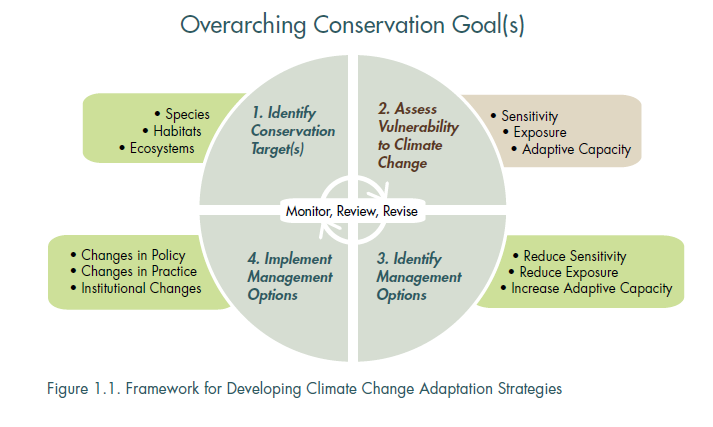 Overarching Conservation Goal(s)
• Species
• Habitats
• Ecosystems
1. Identify
Conservation
Target(s)
2. Assess
Vulnerability
to Climate
Change
• Sensitivity
• Exposure
• Adaptive Capacity
Monitor, Review, Revise
• Changes in Policy
• Changes in Practice
• Institutional Changes
4. Implement
Management
Options
3. Identify
Management
Options
• Reduce Sensitivity
• Reduce Exposure
• Increase Adaptive Capacity
Figure 1.1. Framework for Developing Climate Change Adaptation Strategies